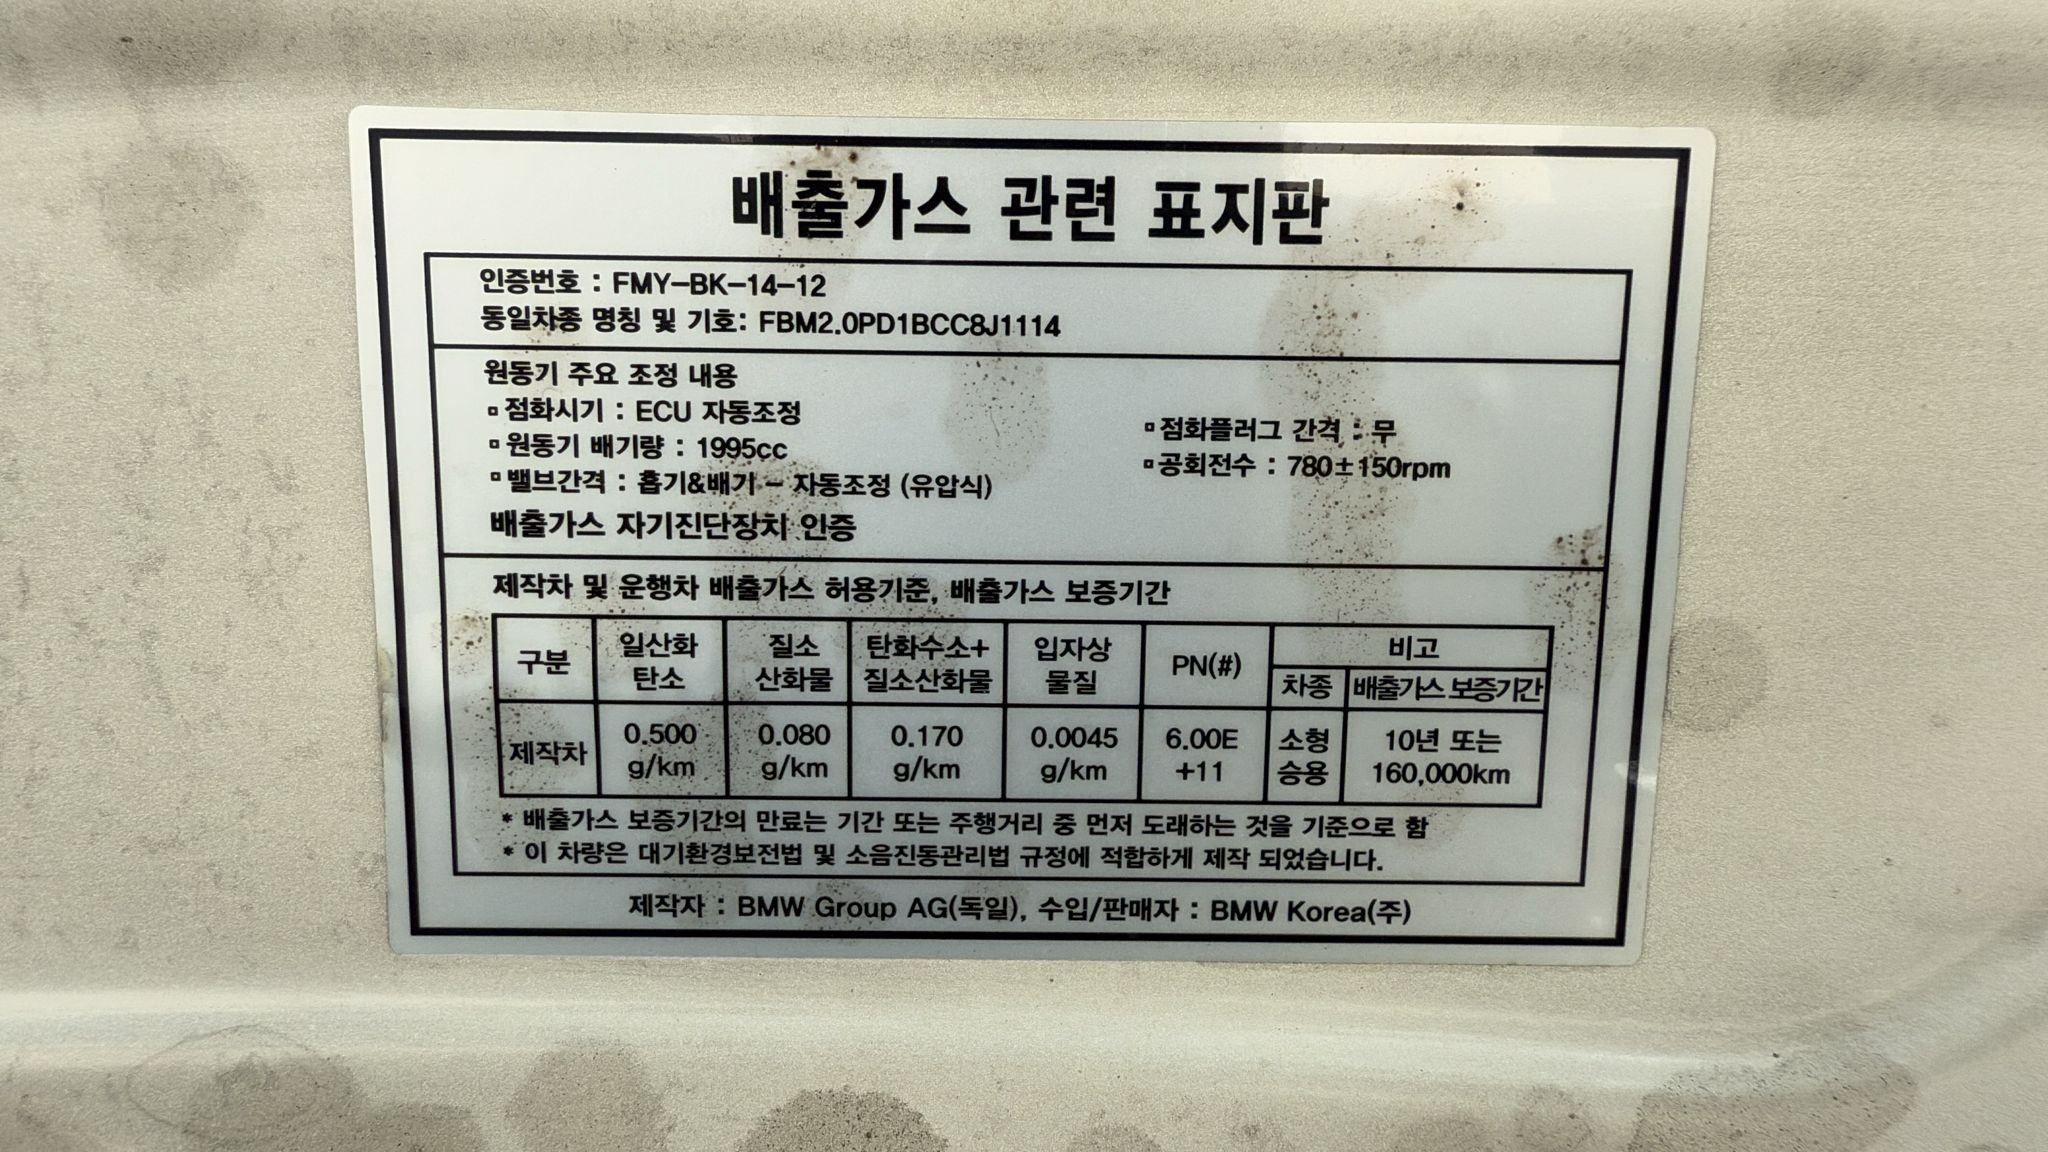 배출가스 관련 표지판
인증번호 : FMY-BK-14-12
동일차종 명칭 및 기호: FBM2.0PD1BCC8J1114
원동기 주요 조정 내용
▫점화시기 : ECU 자동조정
▫원동기 배기량 : 1995cc
▫밸브간격 : 흡기&배기 - 자동조정 (유압식)
▫점화플러그 간격 : 무
▫공회전수 : 780±150rpm
배출가스 자기진단장치 인증
제작차 및 운행차 배출가스 허용기준, 배출가스 보증기간
구분 일산화 탄소 질소 산화물 탄화수소+ 질소산화물 입자상 물질 PN(#) 비고
차종 배출가스 보증기간
제작차 0.500 g/km 0.080 g/km 0.170 g/km 0.0045 g/km 6.00E +11 소형 승용 10년 또는 160,000km
* 배출가스 보증기간의 만료는 기간 또는 주행거리 중 먼저 도래하는 것을 기준으로 함
* 이 차량은 대기환경보전법 및 소음진동관리법 규정에 적합하게 제작 되었습니다.
제작자 : BMW Group AG(독일), 수입/판매자 : BMW Korea(주)